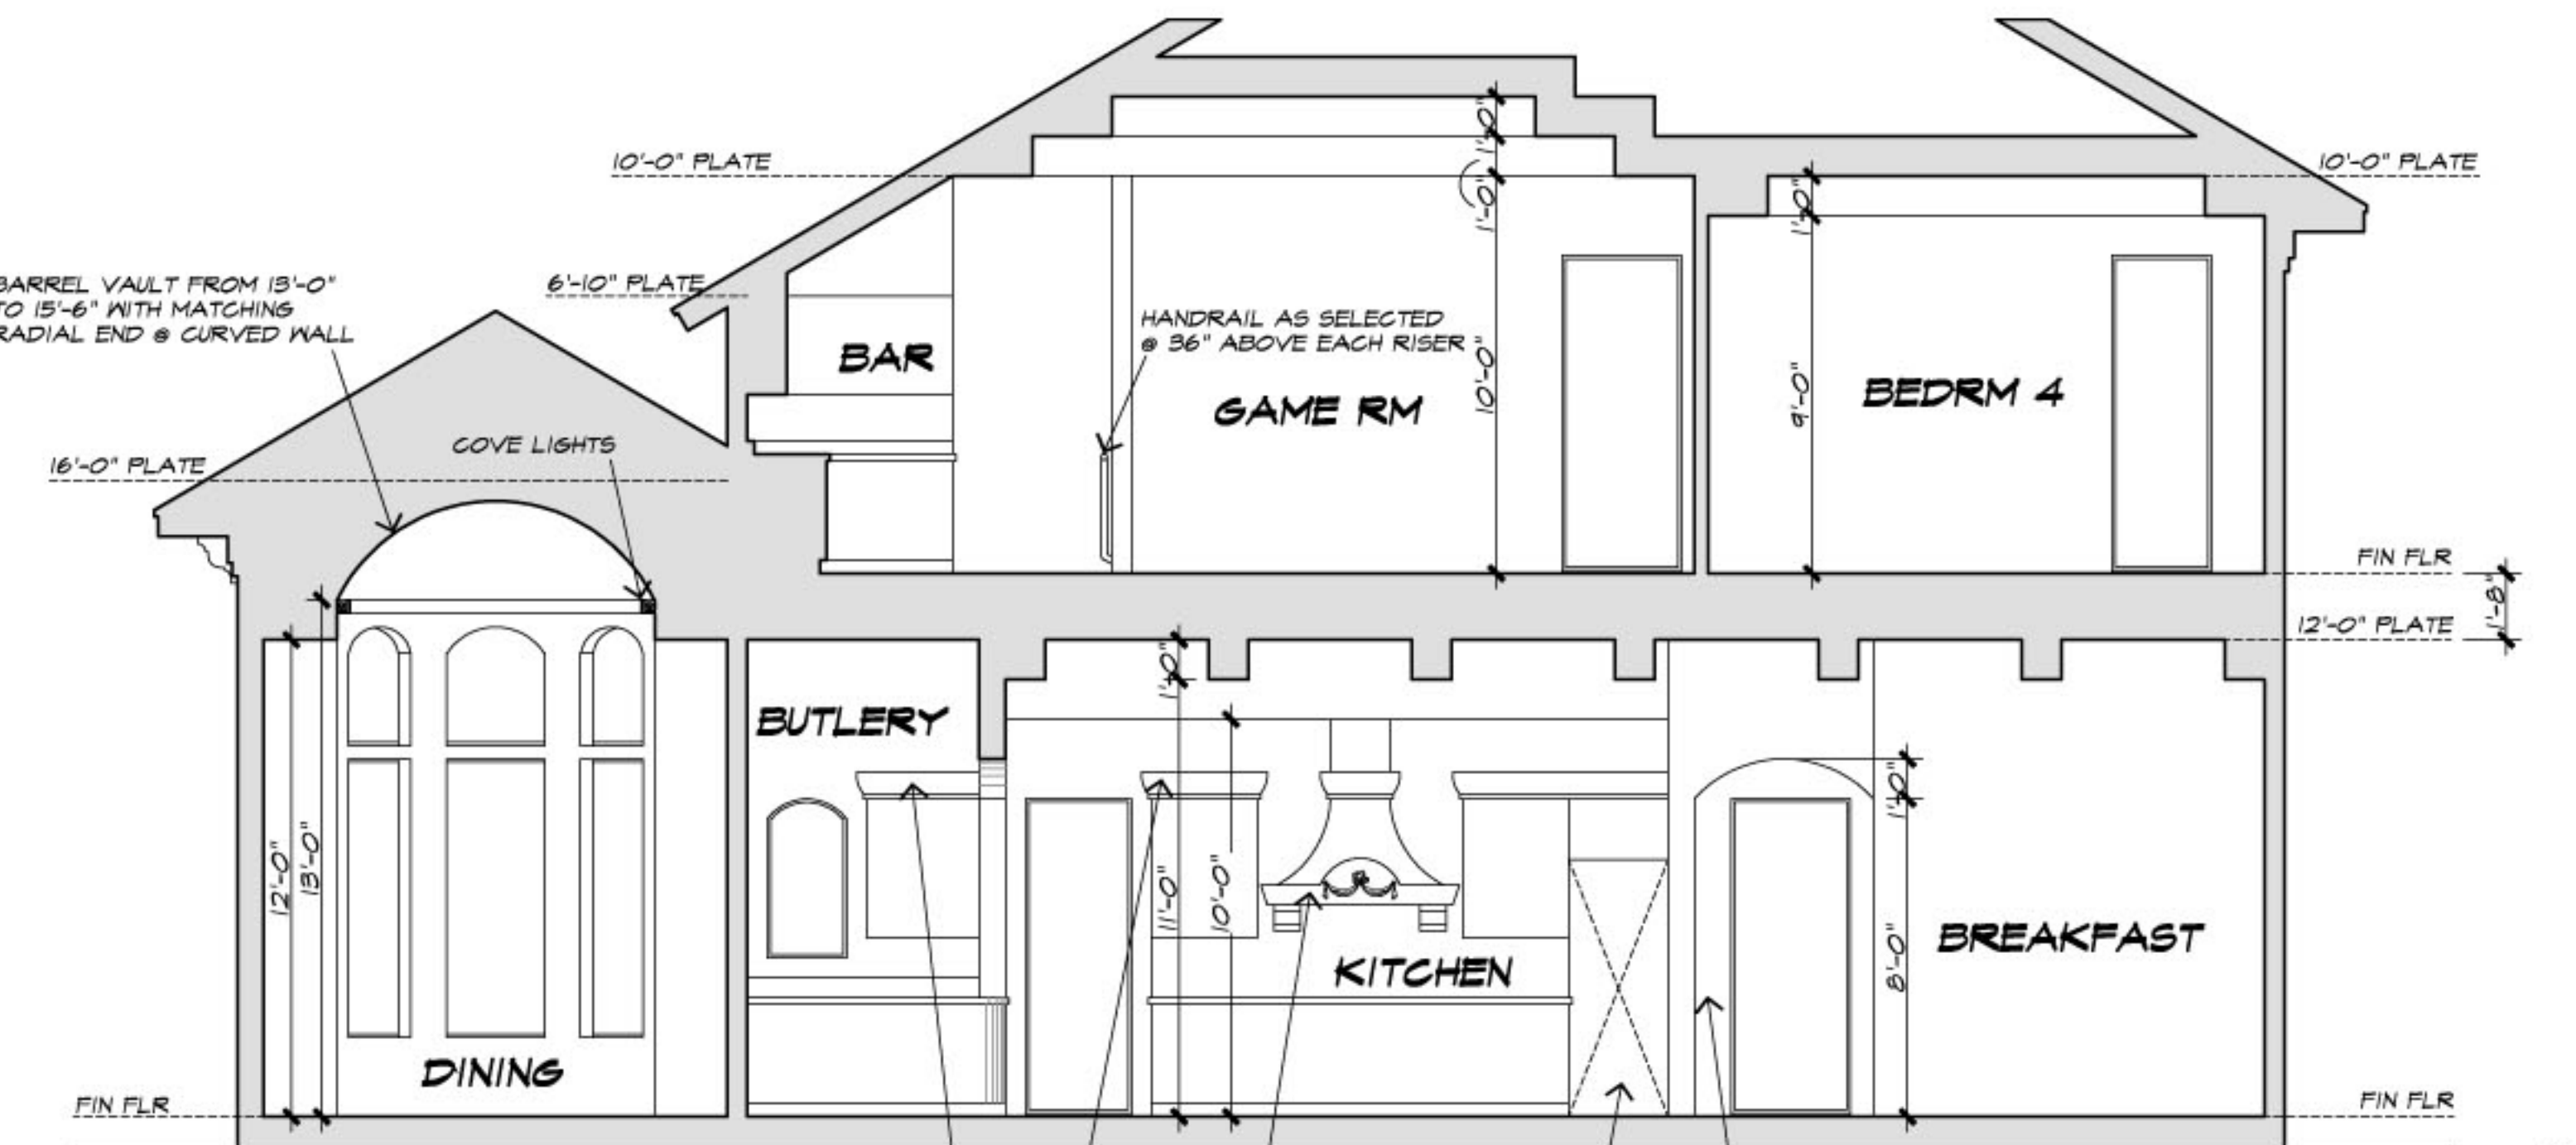 10'-0" PLATE
10'-0" PLATE
1'-0"
1'-0"
1'-0"
1'-0"
BARREL VAULT FROM 13'-0"
TO 15'-6" WITH MATCHING
RADIAL END @ CURVED WALL
6'-10" PLATE
HANDRAIL AS SELECTED
@ 36" ABOVE EACH RISER
BAR
GAME RM
10'-0"
9'-0"
BEDRM 4
COVE LIGHTS
16'-0" PLATE
FIN FLR
1'-8"
12'-0" PLATE
1'-0"
BUTLERY
1'-0"
12'-0"
13'-0"
11'-0"
10'-0"
8'-0"
BREAKFAST
KITCHEN
DINING
FIN FLR
FIN FLR